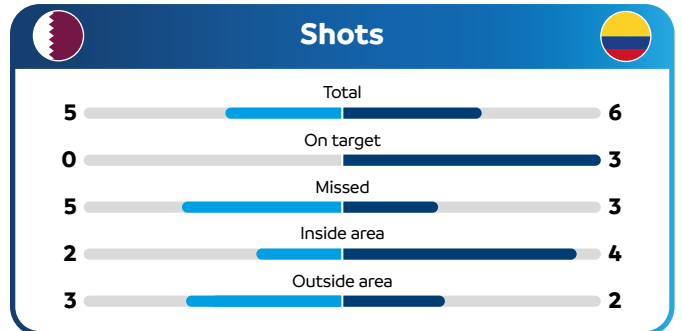 Shots
Total
5 6
On target
0 3
Missed
5 3
Inside area
2 4
Outside area
3 2